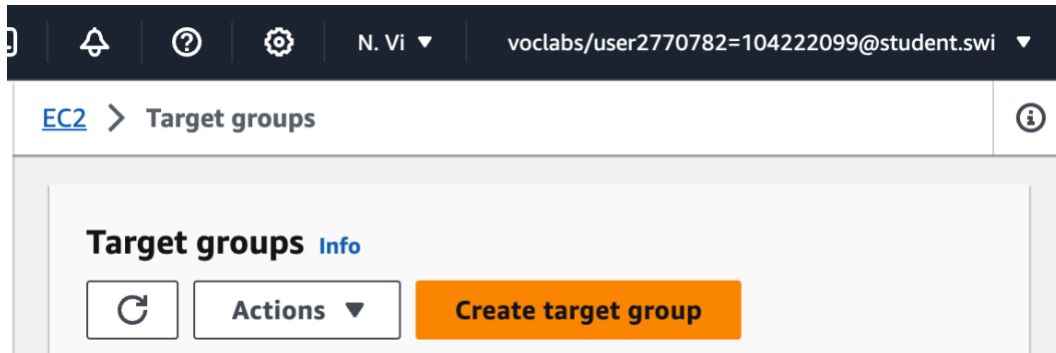 N. Vi voclabs/user2770782=104222099@student.swi
EC2 Target groups
Target groups Info
Actions Create target group